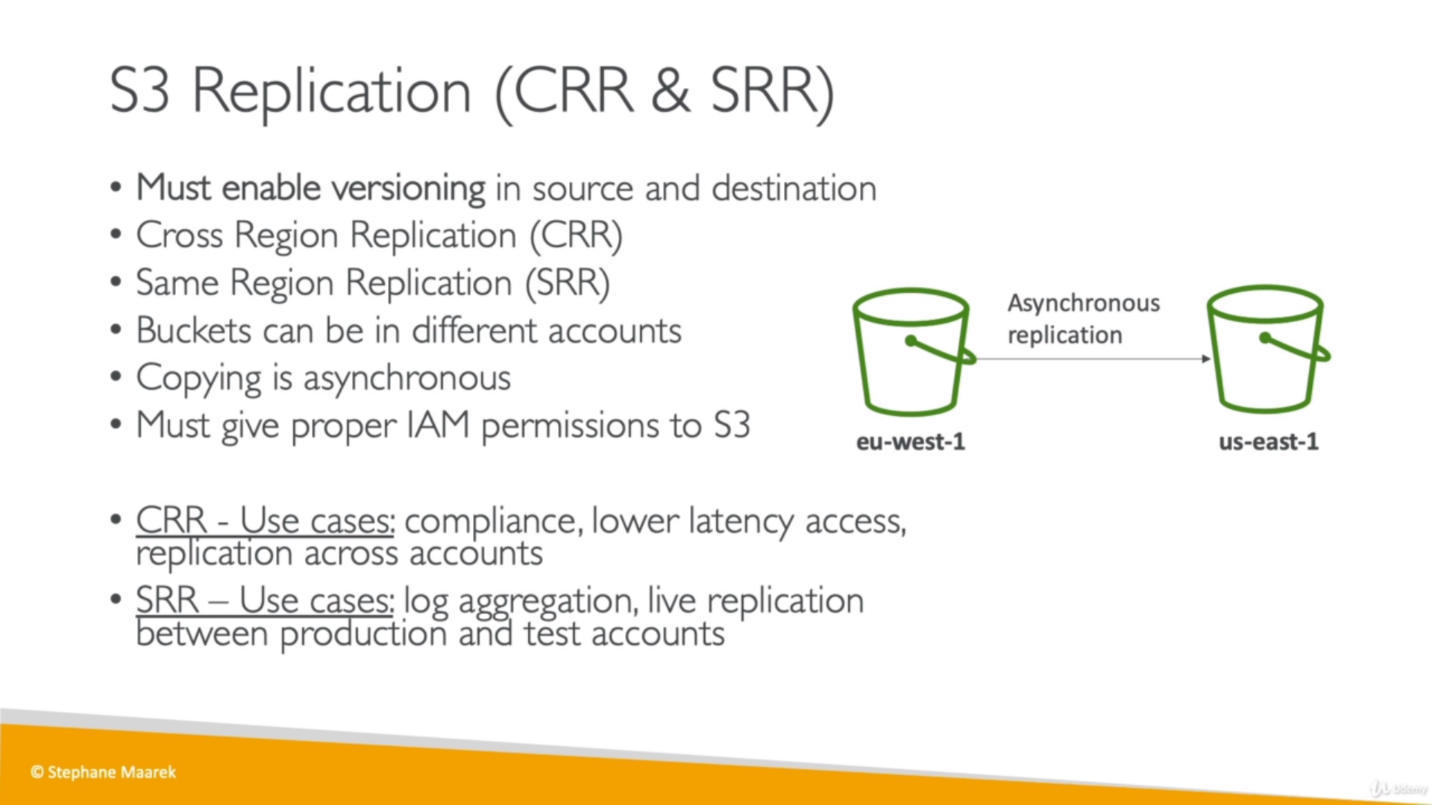 S3 Replication (CRR & SRR)
• Must enable versioning in source and destination
• Cross Region Replication (CRR)
• Same Region Replication (SRR)
• Buckets can be in different accounts
• Copying is asynchronous
• Must give proper IAM permissions to S3
• CRR - Use cases: compliance, lower latency access,
replication across accounts
• SRR – Use cases: log aggregation, live replication
between production and test accounts
Asynchronous
replication
eu-west-1
us-east-1
© Stephane Maarek
Udemy